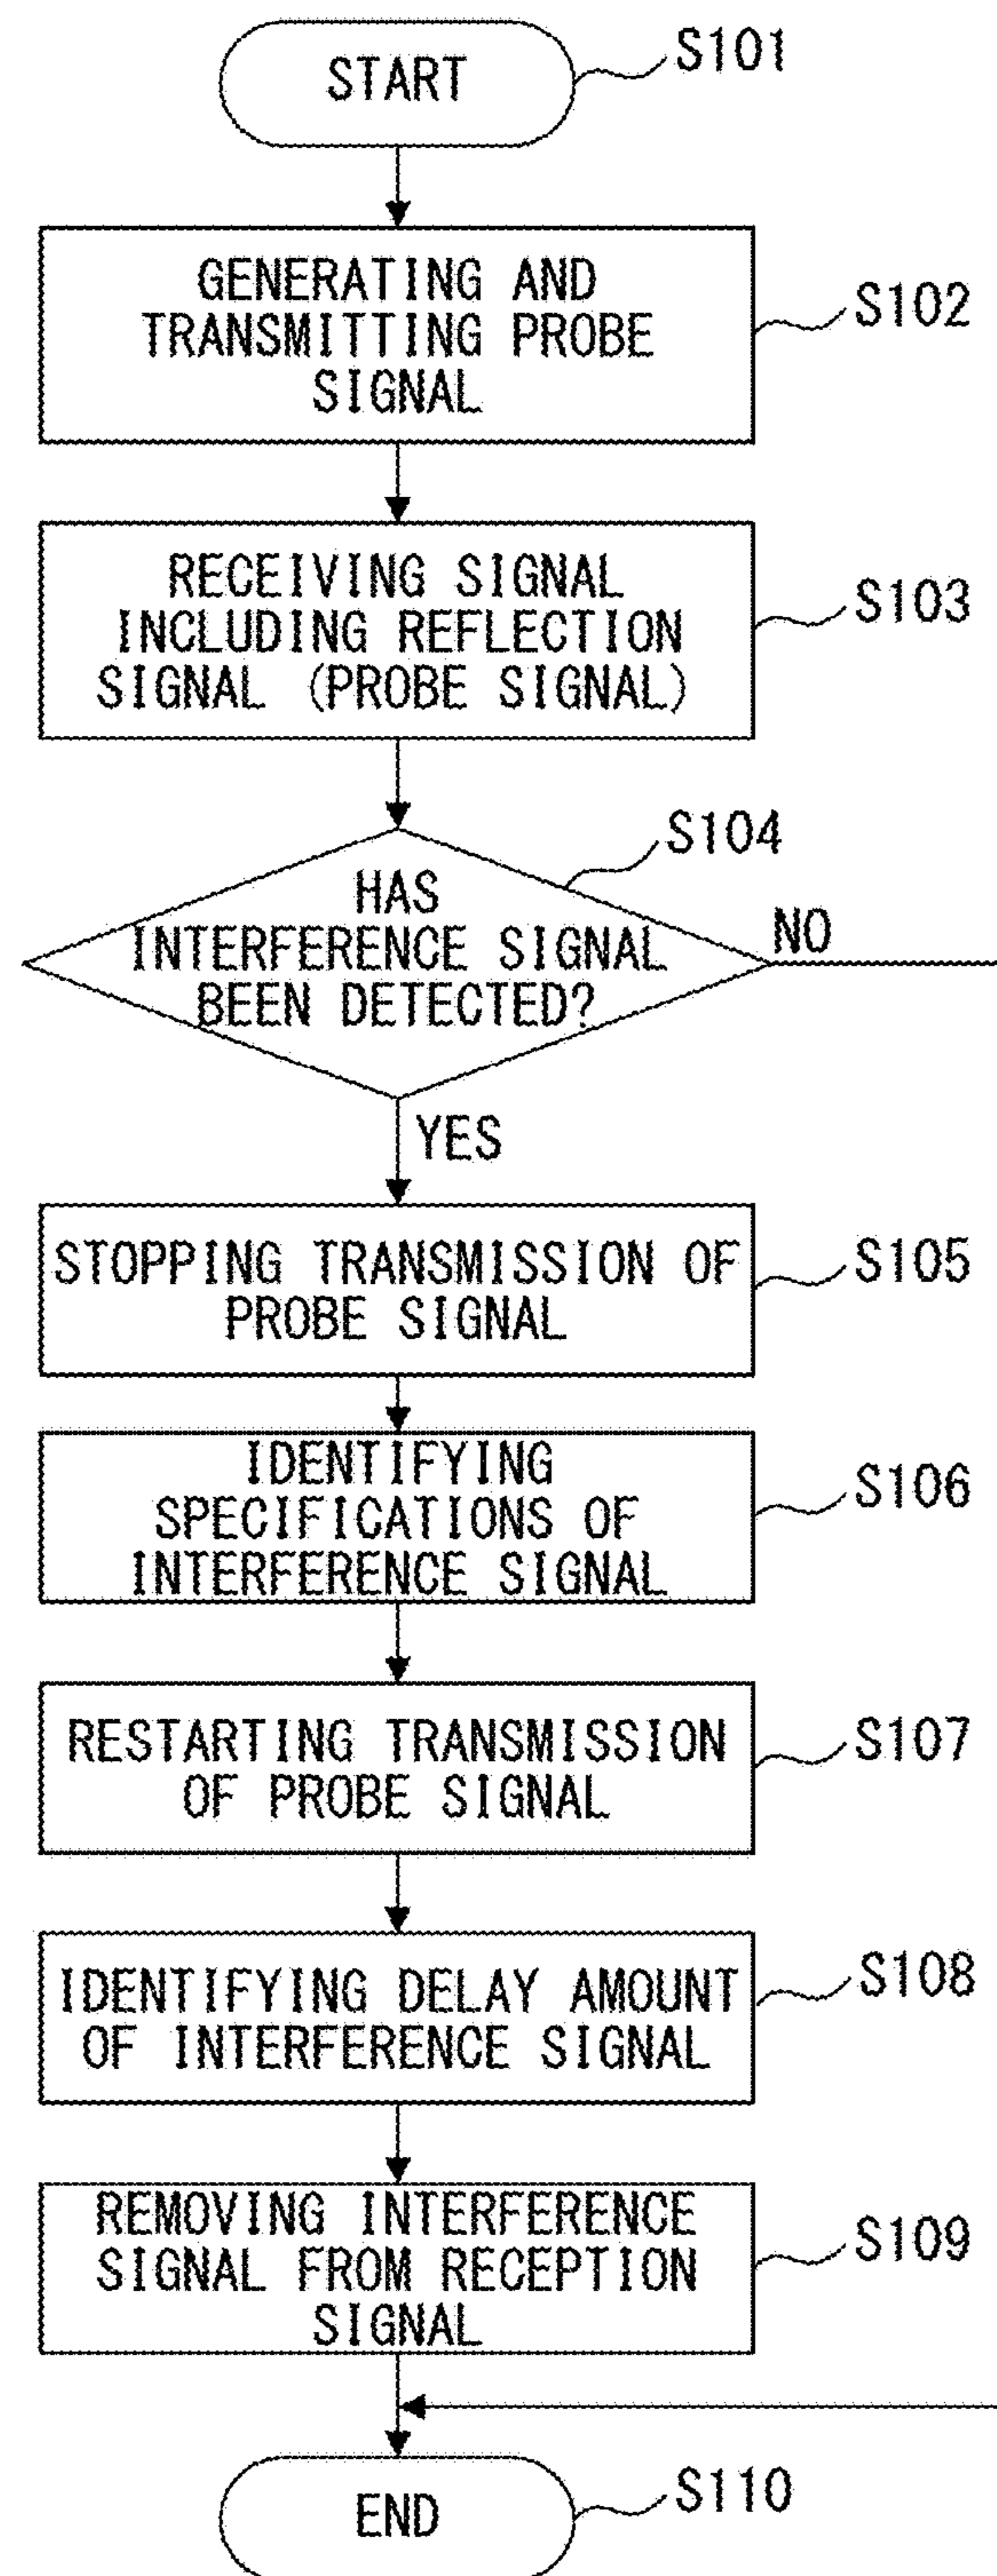 START
S101
GENERATING AND
TRANSMITTING PROBE
SIGNAL
S102
RECEIVING SIGNAL
INCLUDING REFLECTION
SIGNAL (PROBE SIGNAL)
S103
S104
HAS
INTERFERENCE SIGNAL
BEEN DETECTED?
NO
YES
STOPPING TRANSMISSION OF
PROBE SIGNAL
S105
IDENTIFYING
SPECIFICATIONS OF
INTERFERENCE SIGNAL
S106
RESTARTING TRANSMISSION
OF PROBE SIGNAL
S107
IDENTIFYING DELAY AMOUNT
OF INTERFERENCE SIGNAL
S108
REMOVING INTERFERENCE
SIGNAL FROM RECEPTION
SIGNAL
S109
END
S110